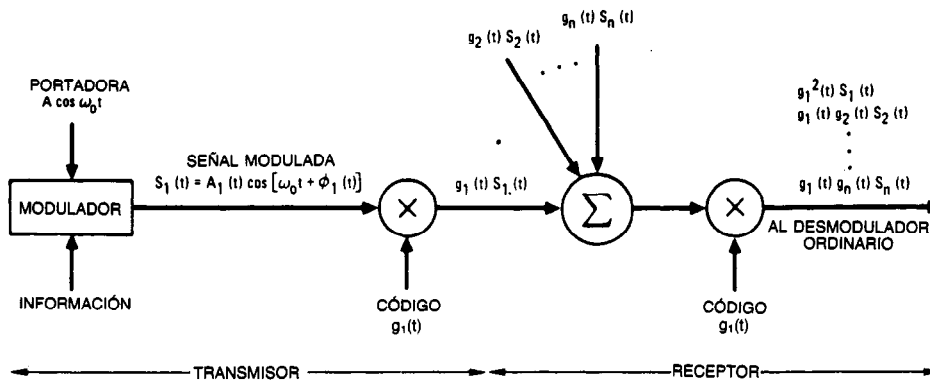 g₂ (t) S₂ (t)
gₙ (t) Sₙ (t)
PORTADORA
A cos ω₀t
g₁²(t) S₁ (t)
g₁ (t) g₂ (t) S₂ (t)
SEÑAL MODULADA
S₁ (t) = A₁ (t) cos [ω₀t + ϕ₁ (t)]
g₁ (t) S₁.(t)
g₁ (t) gₙ (t) Sₙ (t)
MODULADOR
×
Σ
×
AL DESMODULADOR
ORDINARIO
INFORMACIÓN
CÓDIGO
g₁(t)
CÓDIGO
g₁(t)
TRANSMISOR
RECEPTOR